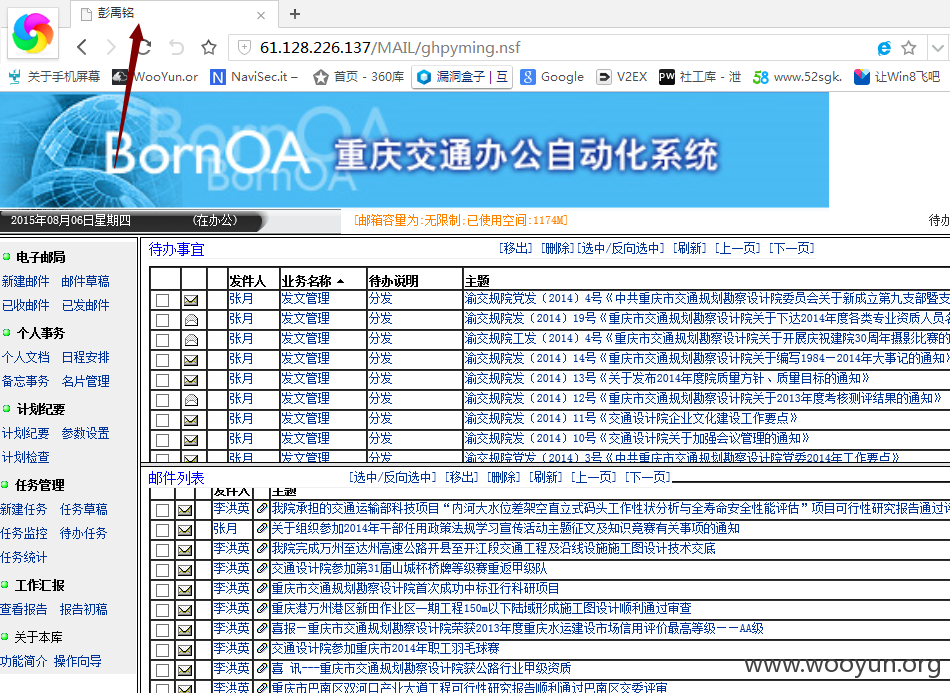 彭禹铭
61.128.226.137/MAIL/ghpyming.nsf
关于手机屏幕 WooYun.or NaviSec.it – 首页 - 360库 漏洞盒子 | 互 Google V2EX 社工库 - 泄 www.52sgk. 让Win8飞吧
BornOA 重庆交通办公自动化系统
2015年08月06日星期四 (在办公) [邮箱容量为:无限制;已使用空间:1174M] 待办
电子邮局
新建邮件 邮件草稿
已收邮件 已发邮件
个人事务
个人文档 日程安排
备忘事务 名片管理
计划纪要
计划纪要 参数设置
计划检查
任务管理
新建任务 任务草稿
任务监控 待办任务
任务统计
工作汇报
查看报告 报告初稿
关于本库
功能简介 操作向导
待办事宜 [移出] [删除][选中/反向选中] [刷新] [上一页] [下一页]
发件人 业务名称 待办说明 主题
张月 发文管理 分发 渝交规院党发〔2014〕4号《中共重庆市交通规划勘察设计院委员会关于新成立第九支部暨支
张月 发文管理 分发 渝交规院发〔2014〕19号《重庆市交通规划勘察设计院关于下达2014年度各类专业资质人员名
张月 发文管理 分发 渝交规院工发〔2014〕4号《重庆市交通规划勘察设计院关于开展庆祝建院30周年摄影比赛的
张月 发文管理 分发 渝交规院发〔2014〕14号《重庆市交通规划勘察设计院关于编写1984—2014年大事记的通知》
张月 发文管理 分发 渝交规院发〔2014〕13号《关于发布2014年度院质量方针、质量目标的通知》
张月 发文管理 分发 渝交规院发〔2014〕12号《重庆市交通规划勘察设计院关于2013年度考核测评结果的通知》
张月 发文管理 分发 渝交规院发〔2014〕11号《交通设计院企业文化建设工作要点》
张月 发文管理 分发 渝交规院发〔2014〕10号《交通设计院关于加强会议管理的通知》
张月 发文管理 分发 渝交规院党发〔2014〕3号《中共重庆市交通规划勘察设计院党委2014年工作要点》
邮件列表 [选中/反向选中] [移出] [删除] [刷新] [上一页] [下一页]
发件人 主题
李洪英 我院承担的交通运输部科技项目“内河大水位差架空直立式码头工作性状分析与全寿命安全性能评估”项目可行性研究报告通过评
张月 关于组织参加2014年干部任用政策法规学习宣传活动主题征文及知识竞赛有关事项的通知
李洪英 我院完成万州至达州高速公路开县至开江段交通工程及沿线设施施工图设计技术交底
李洪英 交通设计院参加第31届山城杯桥牌等级赛重返甲级队
李洪英 重庆市交通规划勘察设计院首次成功中标亚行科研项目
李洪英 重庆港万州港区新田作业区一期工程150m以下陆域形成施工图设计顺利通过审查
李洪英 喜报—重庆市交通规划勘察设计院荣获2013年度重庆水运建设市场信用评价最高等级——AA级
李洪英 交通设计院参加重庆市2014年职工羽毛球赛
李洪英 喜 讯---重庆市交通规划勘察设计院获公路行业甲级资质
李洪英 重庆市巴南区双河口产业大道工程可行性研究报告顺利通过巴南区交委评审
www.wooyun.org